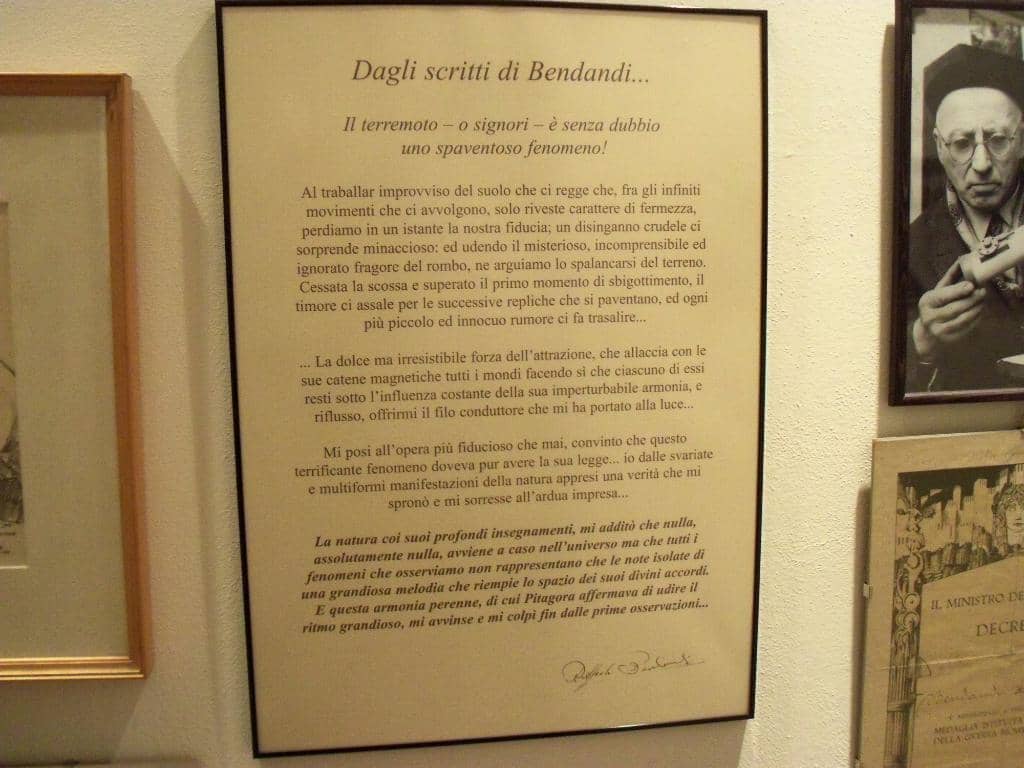 Dagli scritti di Bendandi...
Il terremoto – o signori – è senza dubbio
uno spaventoso fenomeno!
Al traballar improvviso del suolo che ci regge che, fra gli infiniti
movimenti che ci avvolgono, solo riveste carattere di fermezza,
perdiamo in un istante la nostra fiducia; un disinganno crudele ci
sorprende minaccioso: ed udendo il misterioso, incomprensibile ed
ignorato fragore del rombo, ne arguiamo lo spalancarsi del terreno.
Cessata la scossa e superato il primo momento di sbigottimento, il
timore ci assale per le successive repliche che si paventano, ed ogni
più piccolo ed innocuo rumore ci fa trasalire...
... La dolce ma irresistibile forza dell'attrazione, che allaccia con le
sue catene magnetiche tutti i mondi facendo sì che ciascuno di essi
resti sotto l'influenza costante della sua imperturbabile armonia, e
riflusso, offrirmi il filo conduttore che mi ha portato alla luce...
Mi posi all'opera più fiducioso che mai, convinto che questo
terrificante fenomeno doveva pur avere la sua legge... io dalle svariate
e multiformi manifestazioni della natura appresi una verità che mi
spronò e mi sorresse all'ardua impresa...
La natura coi suoi profondi insegnamenti, mi additò che nulla,
assolutamente nulla, avviene a caso nell'universo ma che tutti i
fenomeni che osserviamo non rappresentano che le note isolate di
una grandiosa melodia che riempie lo spazio dei suoi divini accordi.
E questa armonia perenne, di cui Pitagora affermava di udire il
ritmo grandioso, mi avvinse e mi colpì fin dalle prime osservazioni...
Raffaele Bendandi
IL MINISTRO DE
DECRE
Bendandi
MEDAGLIA ISTITUITA
DELLA GUERRA